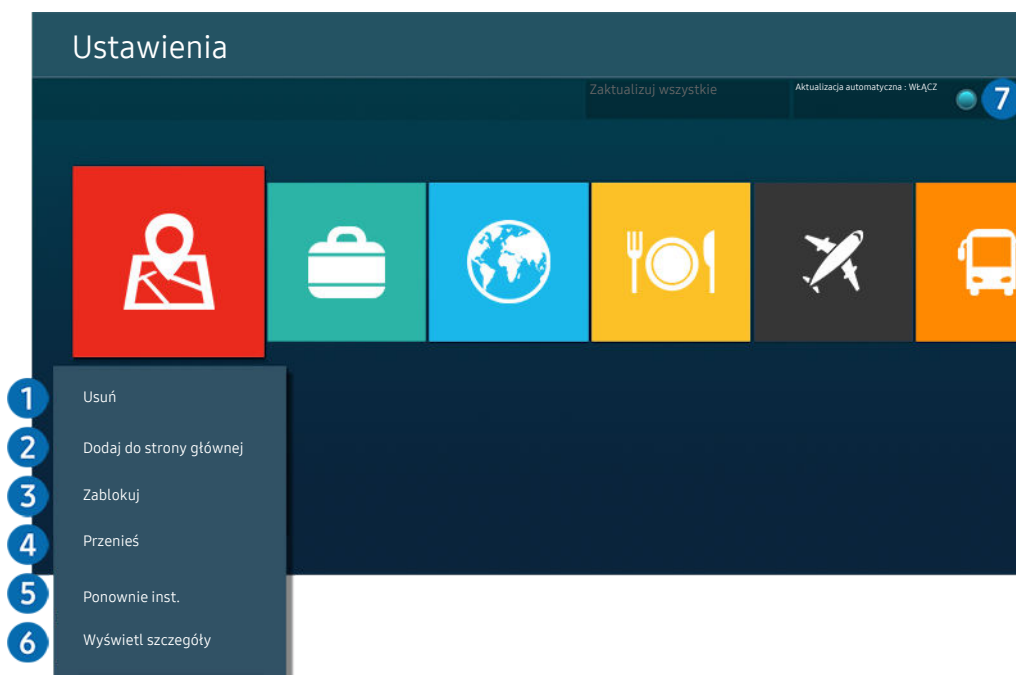 Ustawienia
Zaktualizuj wszystkie
Aktualizacja automatyczna : WŁĄCZ
7
1 Usuń
2 Dodaj do strony głównej
3 Zablokuj
4 Przenieś
5 Ponownie inst.
6 Wyświetl szczegóły